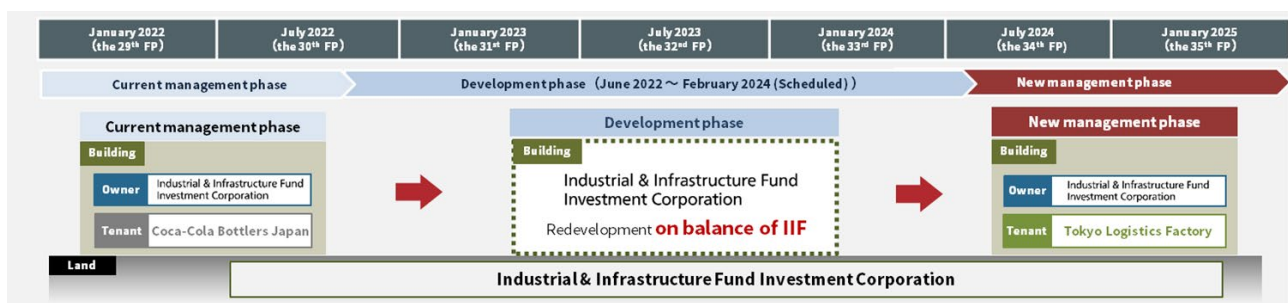 January 2022
(the 29th FP)
July 2022
(the 30th FP)
January 2023
(the 31st FP)
July 2023
(the 32nd FP)
January 2024
(the 33rd FP)
July 2024
(the 34th FP)
January 2025
(the 35th FP)
Current management phase
Development phase（June 2022 ～ February 2024 (Scheduled) ）
New management phase
Current management phase
Building
Owner
Industrial & Infrastructure Fund
Investment Corporation
Tenant
Coca-Cola Bottlers Japan
Development phase
Building
Industrial & Infrastructure Fund
Investment Corporation
Redevelopment on balance of IIF
New management phase
Building
Owner
Industrial & Infrastructure Fund
Investment Corporation
Tenant
Tokyo Logistics Factory
Land
Industrial & Infrastructure Fund Investment Corporation